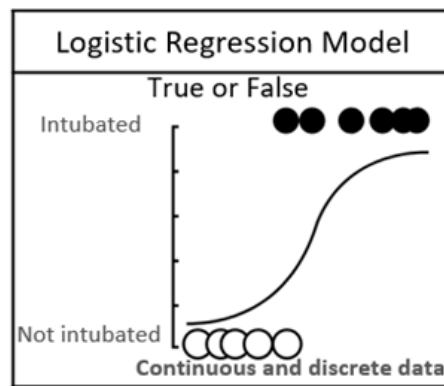 Logistic Regression Model
True or False
Intubated
Not intubated
Continuous and discrete data